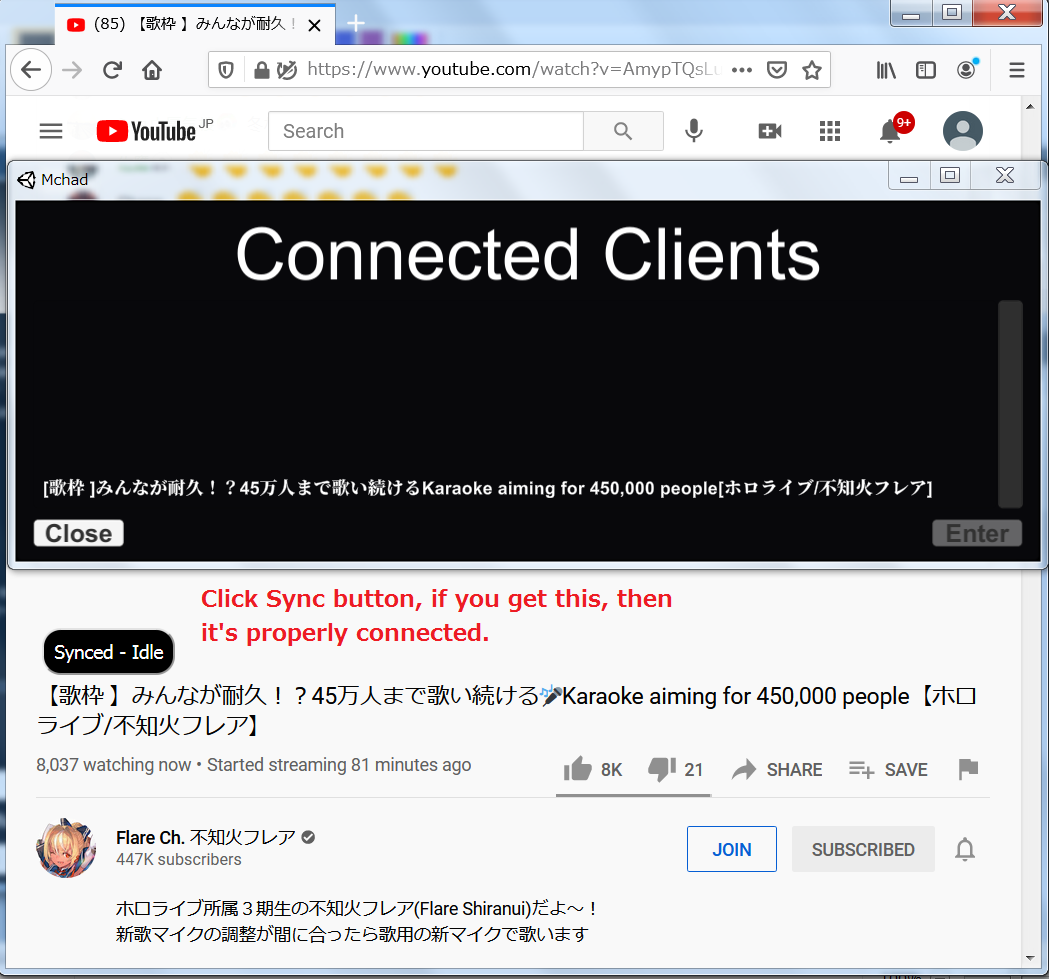 (85) 【歌枠 】みんなが耐久！
https://www.youtube.com/watch?v=AmypTQsLu
YouTube JP
Search
9+
Mchad
Connected Clients
[歌枠 ]みんなが耐久！？45万人まで歌い続けるKaraoke aiming for 450,000 people[ホロライブ/不知火フレア]
Close
Enter
Click Sync button, if you get this, then
it's properly connected.
Synced - Idle
【歌枠 】みんなが耐久！？45万人まで歌い続ける🎤Karaoke aiming for 450,000 people【ホロ
ライブ/不知火フレア】
8,037 watching now • Started streaming 81 minutes ago
8K
21
SHARE
SAVE
Flare Ch. 不知火フレア
447K subscribers
JOIN
SUBSCRIBED
ホロライブ所属３期生の不知火フレア(Flare Shiranui)だよ～！
新歌マイクの調整が間に合ったら歌用の新マイクで歌います